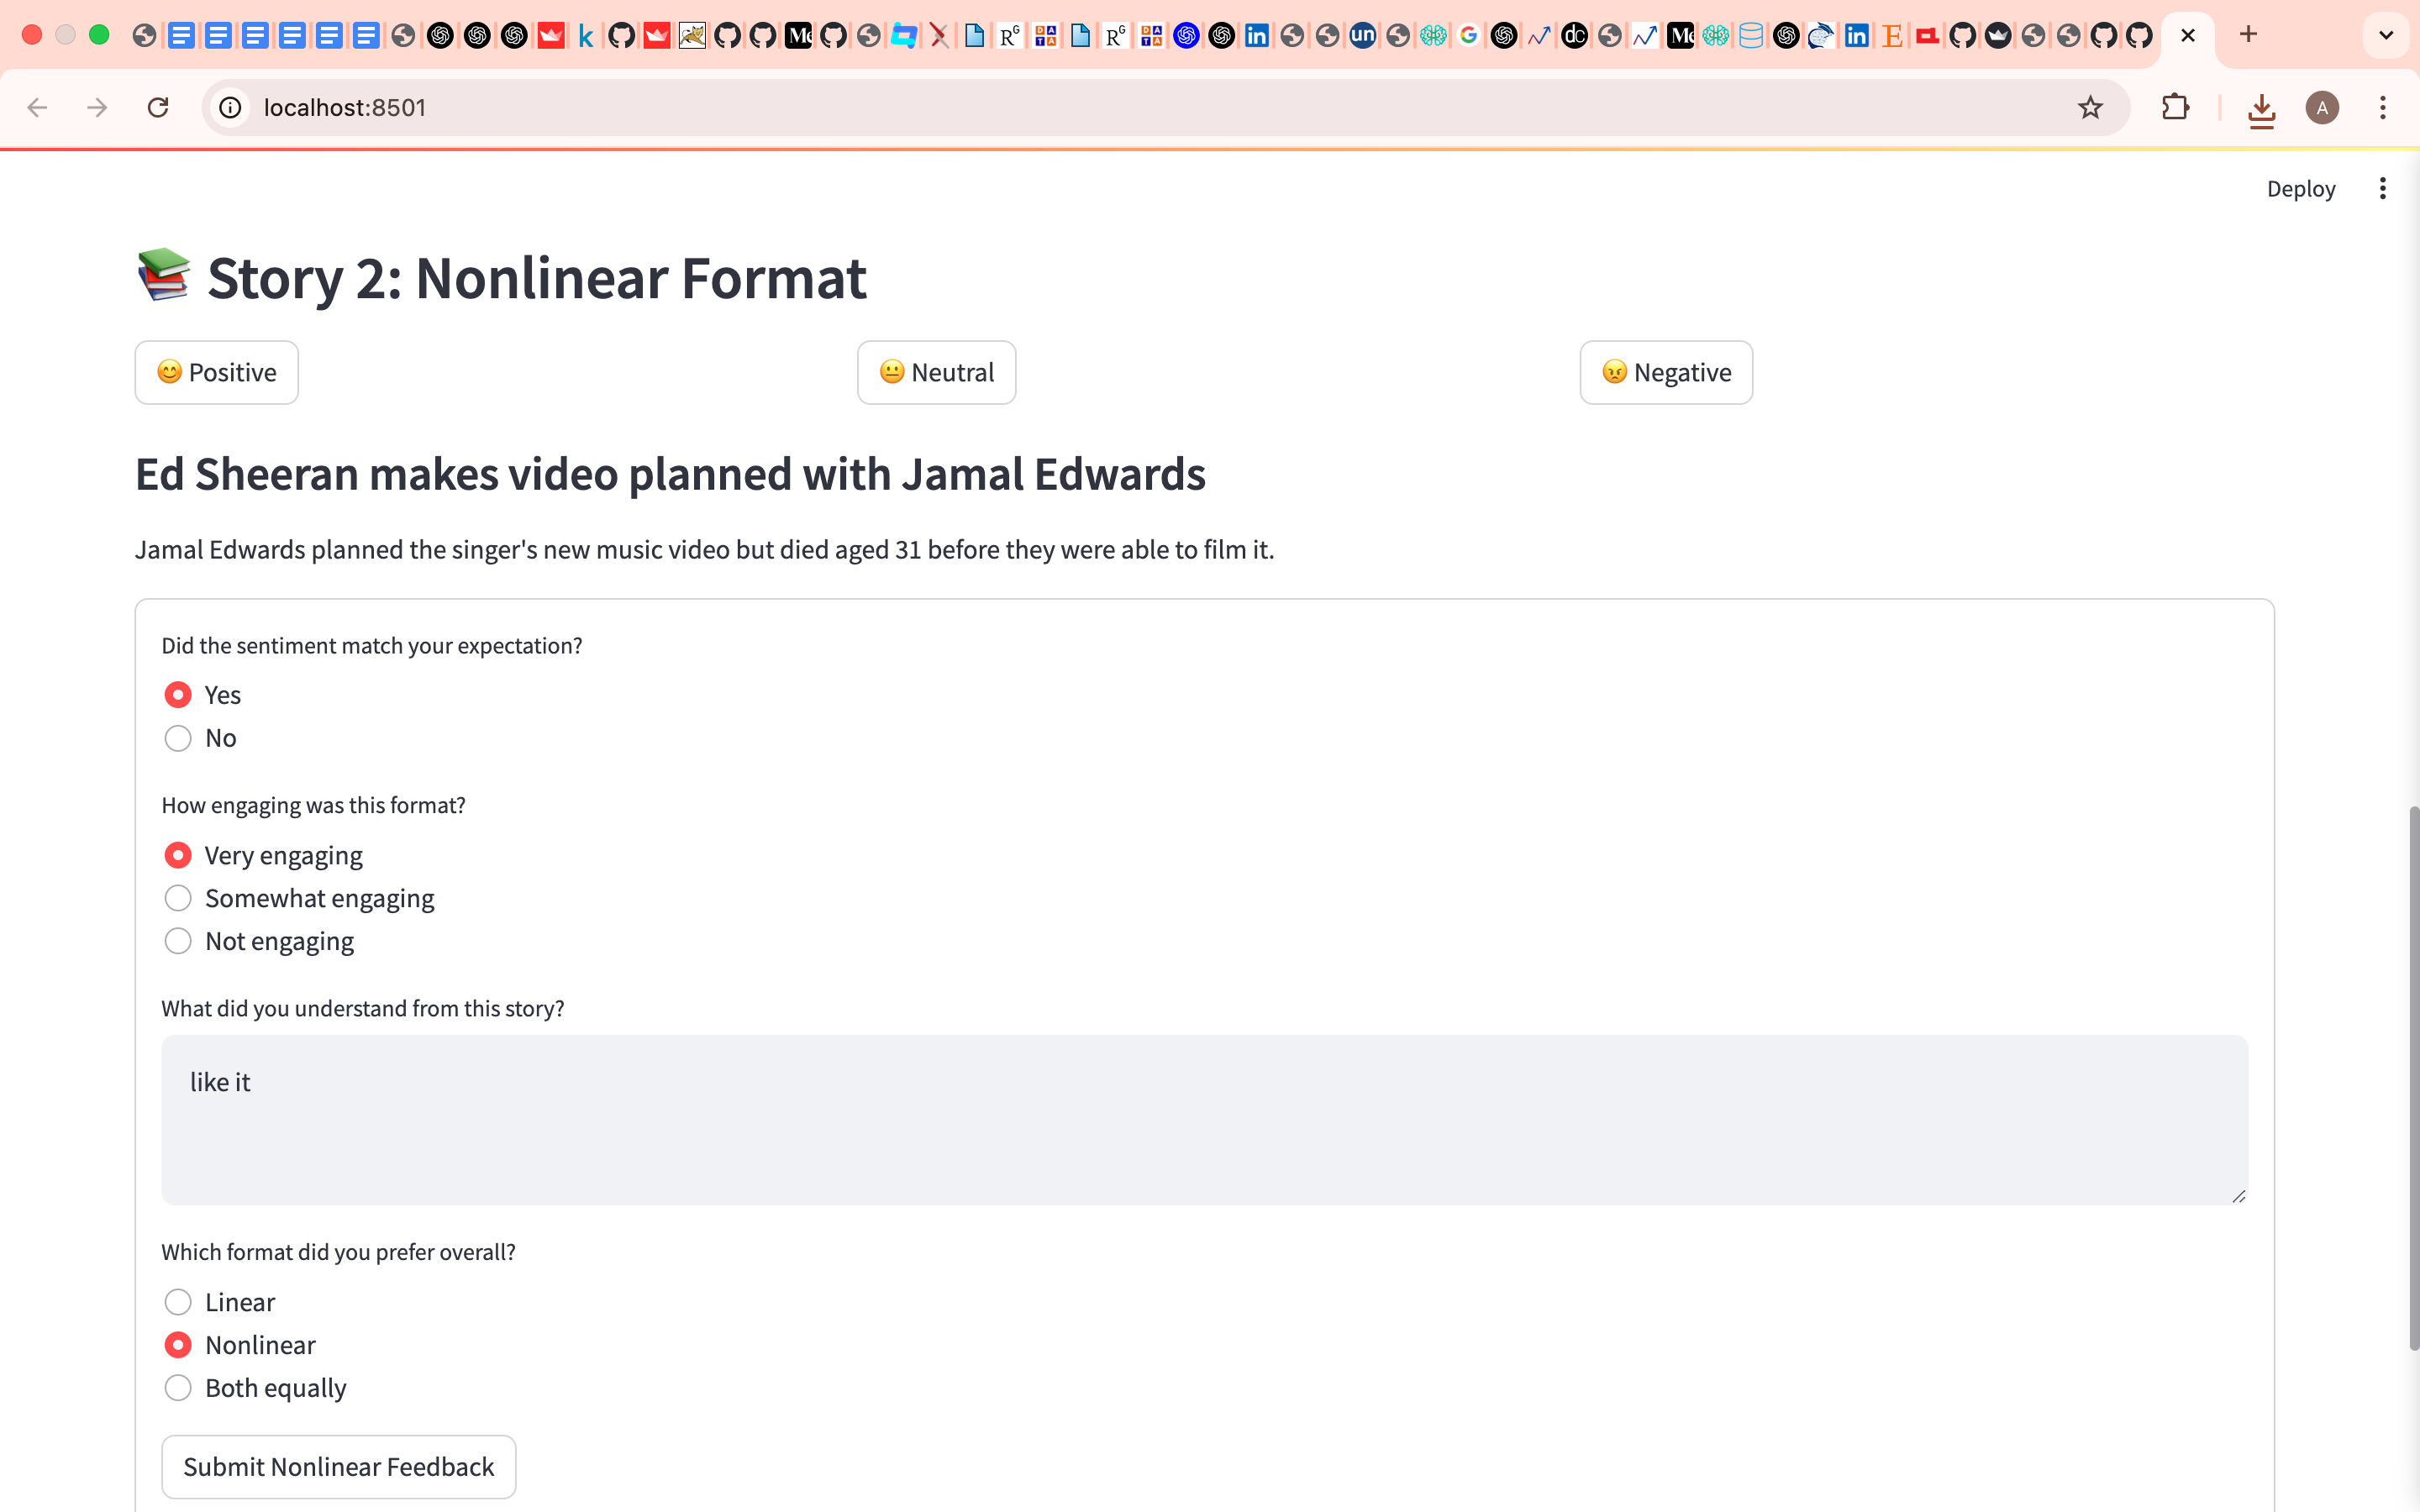 localhost:8501
A
Deploy
Story 2: Nonlinear Format
Positive
Neutral
Negative
Ed Sheeran makes video planned with Jamal Edwards
Jamal Edwards planned the singer's new music video but died aged 31 before they were able to film it.
Did the sentiment match your expectation?
Yes
No
How engaging was this format?
Very engaging
Somewhat engaging
Not engaging
What did you understand from this story?
like it
Which format did you prefer overall?
Linear
Nonlinear
Both equally
Submit Nonlinear Feedback